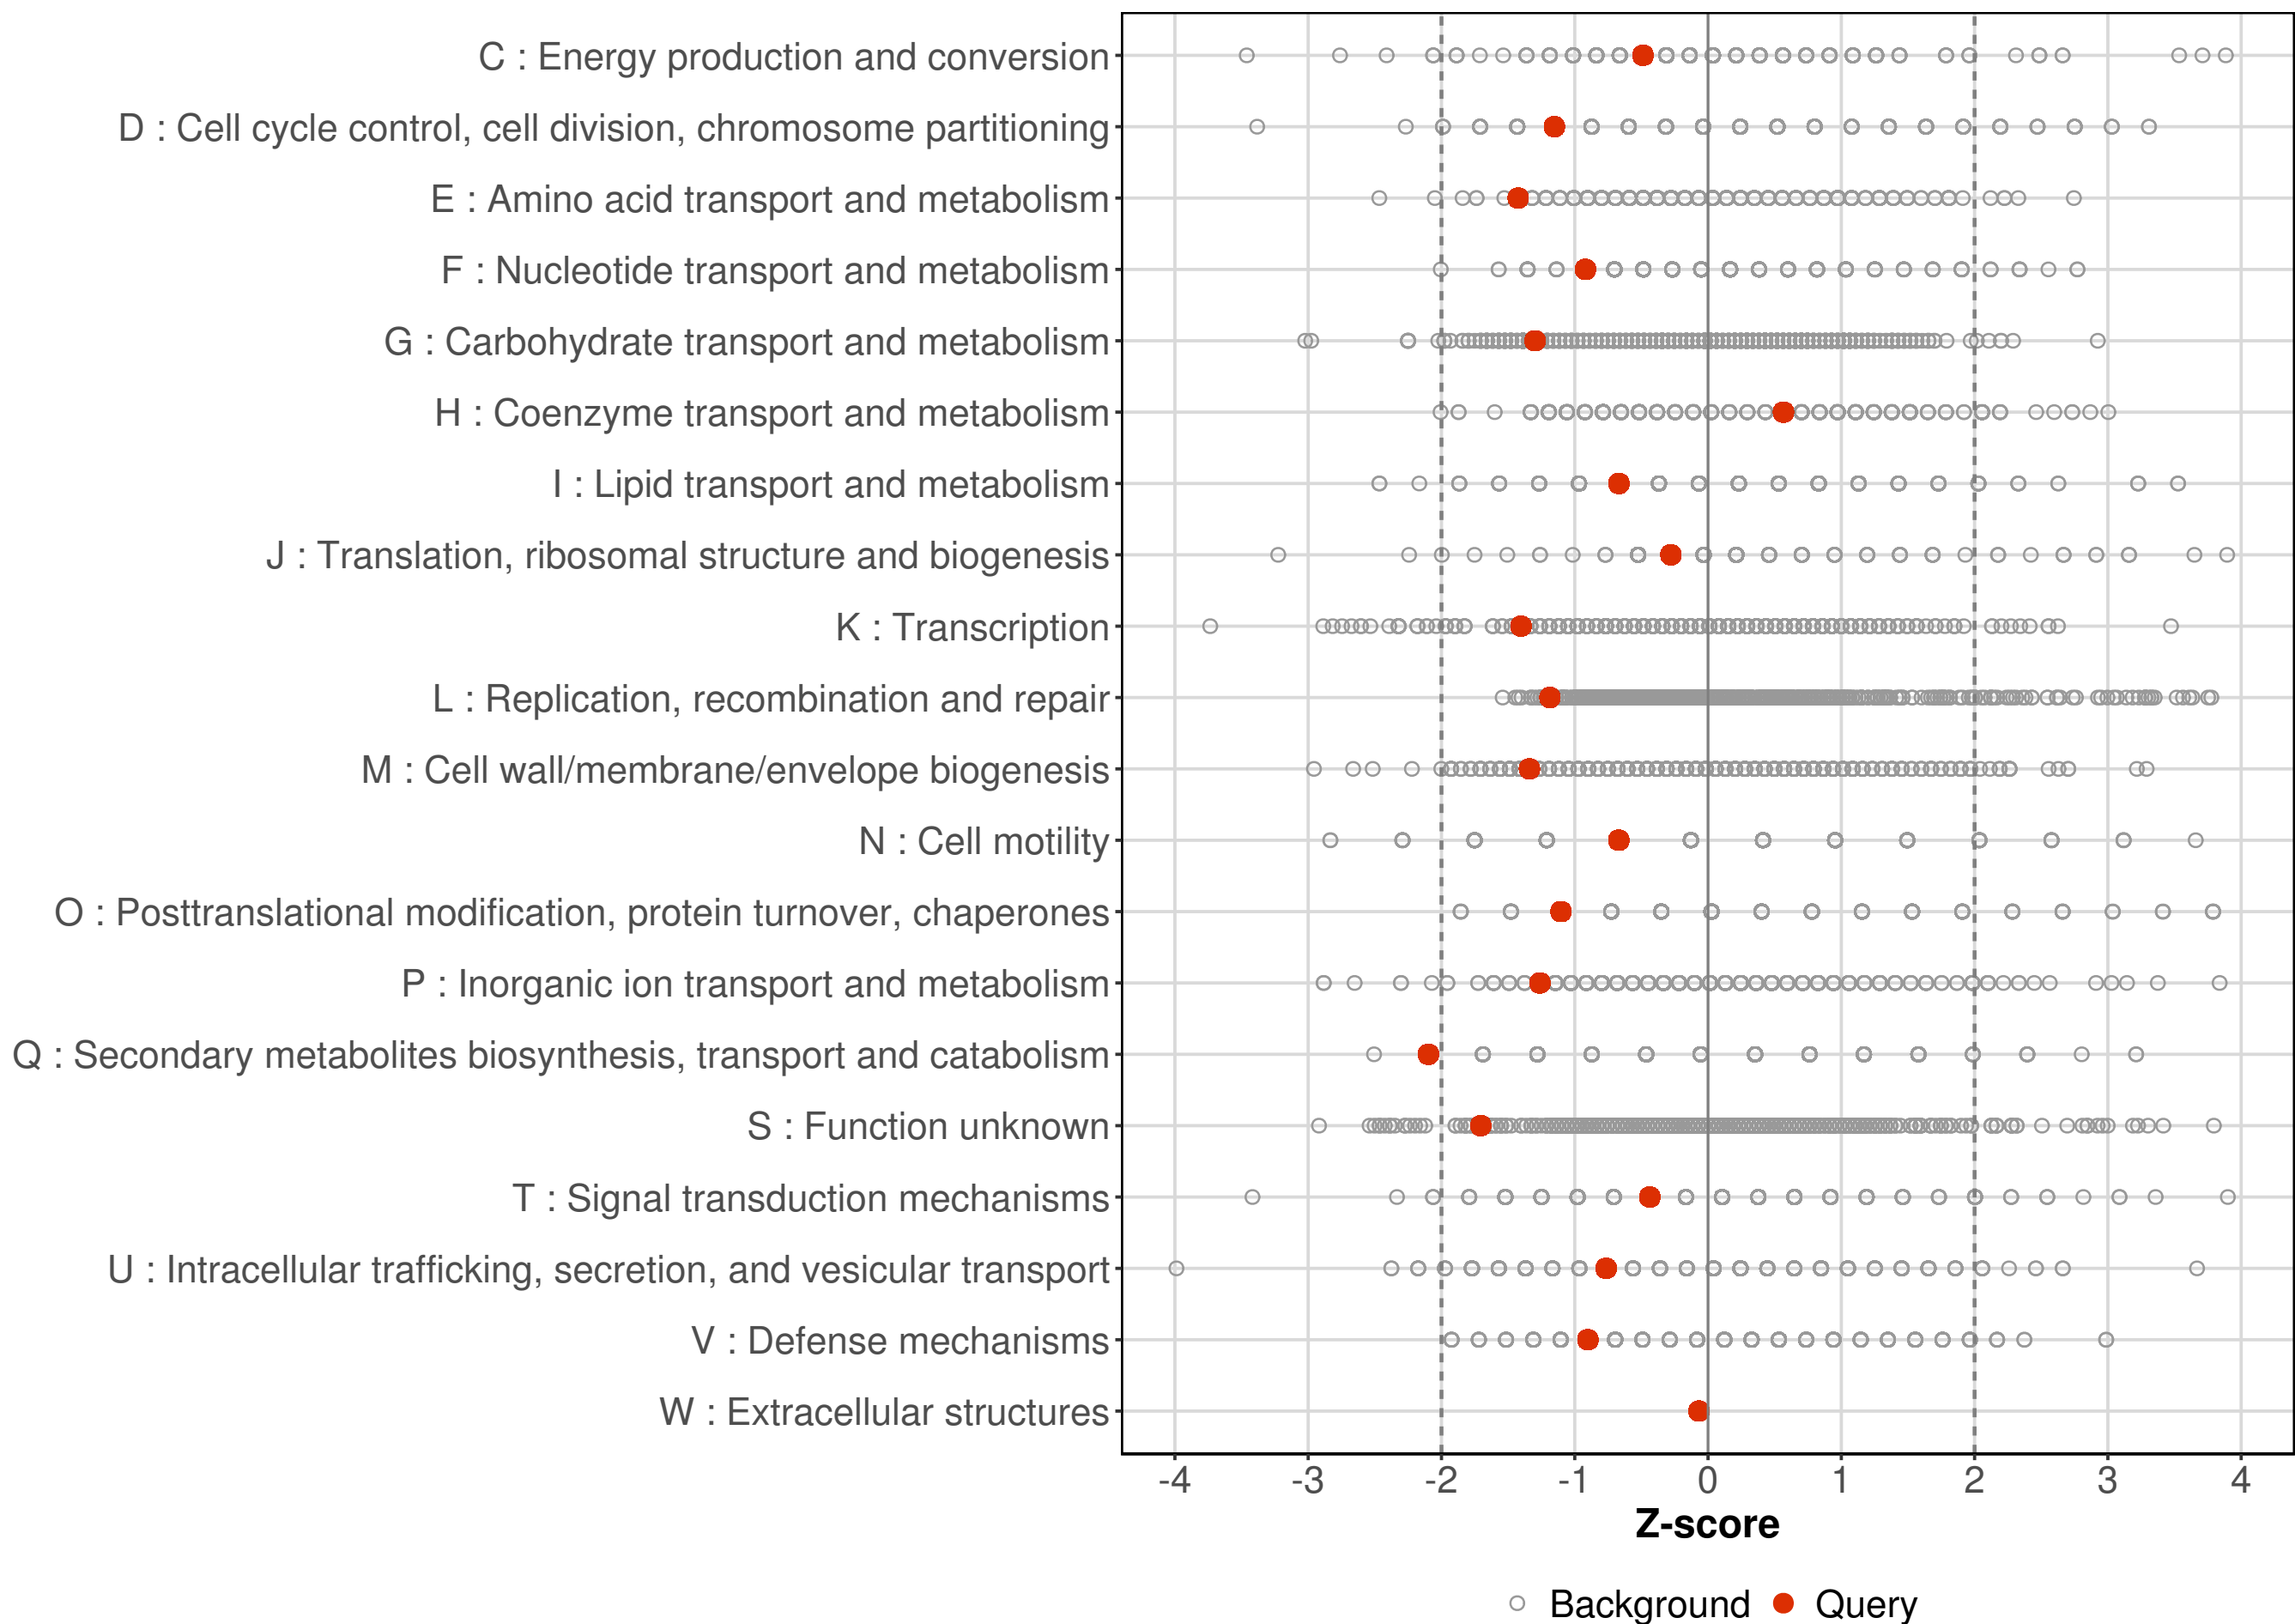 C : Energy production and conversion
D : Cell cycle control, cell division, chromosome partitioning
E : Amino acid transport and metabolism
F : Nucleotide transport and metabolism
G : Carbohydrate transport and metabolism
H : Coenzyme transport and metabolism
I : Lipid transport and metabolism
J : Translation, ribosomal structure and biogenesis
K : Transcription
L : Replication, recombination and repair
M : Cell wall/membrane/envelope biogenesis
N : Cell motility
O : Posttranslational modification, protein turnover, chaperones
P : Inorganic ion transport and metabolism
Q : Secondary metabolites biosynthesis, transport and catabolism
S : Function unknown
T : Signal transduction mechanisms
U : Intracellular trafficking, secretion, and vesicular transport
V : Defense mechanisms
W : Extracellular structures
-4 -3 -2 -1 0 1 2 3 4
Z-score
Background Query